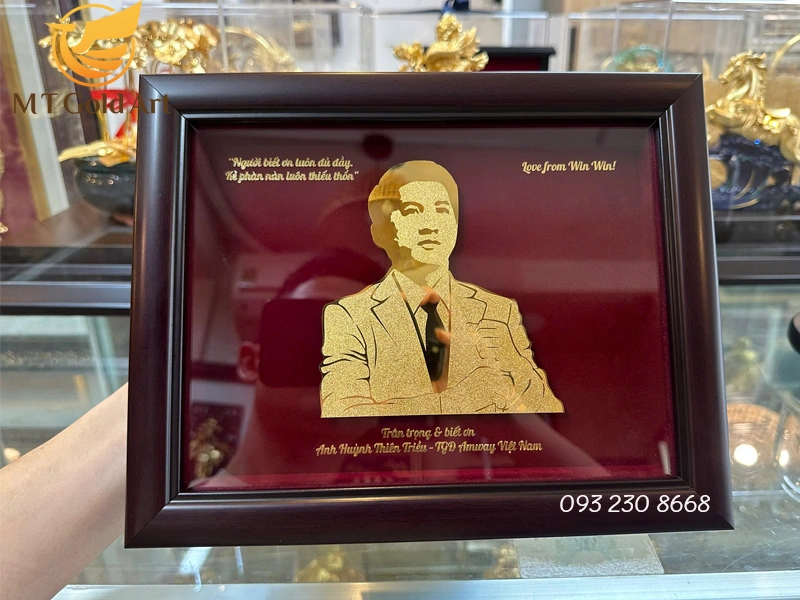 MT Gold Art
"Người biết ơn luôn đủ đầy.
Kẻ phàn nàn luôn thiếu thốn"
Love from Win Win!
Trân trọng & biết ơn
Anh Huỳnh Thiên Triều - TGĐ Amway Việt Nam
093 230 8668